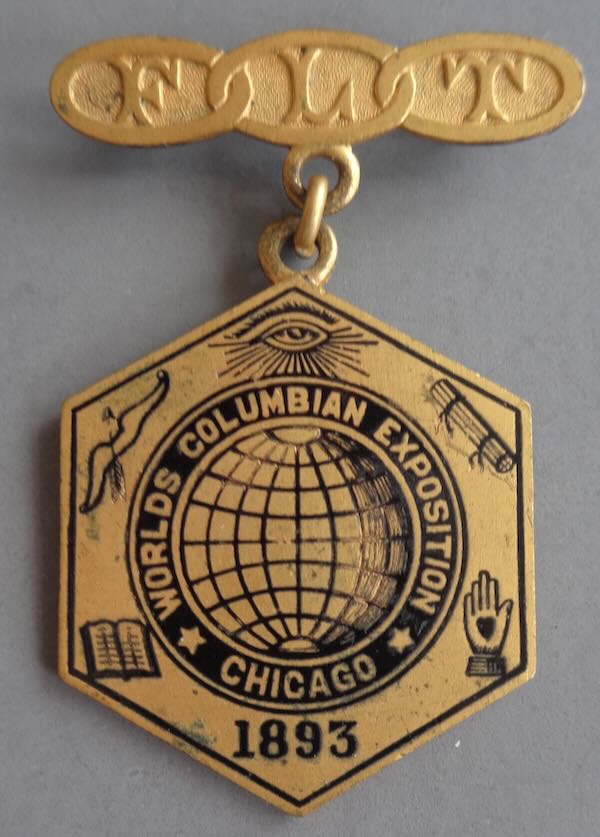 F L T
WORLDS COLUMBIAN EXPOSITION
CHICAGO
1893